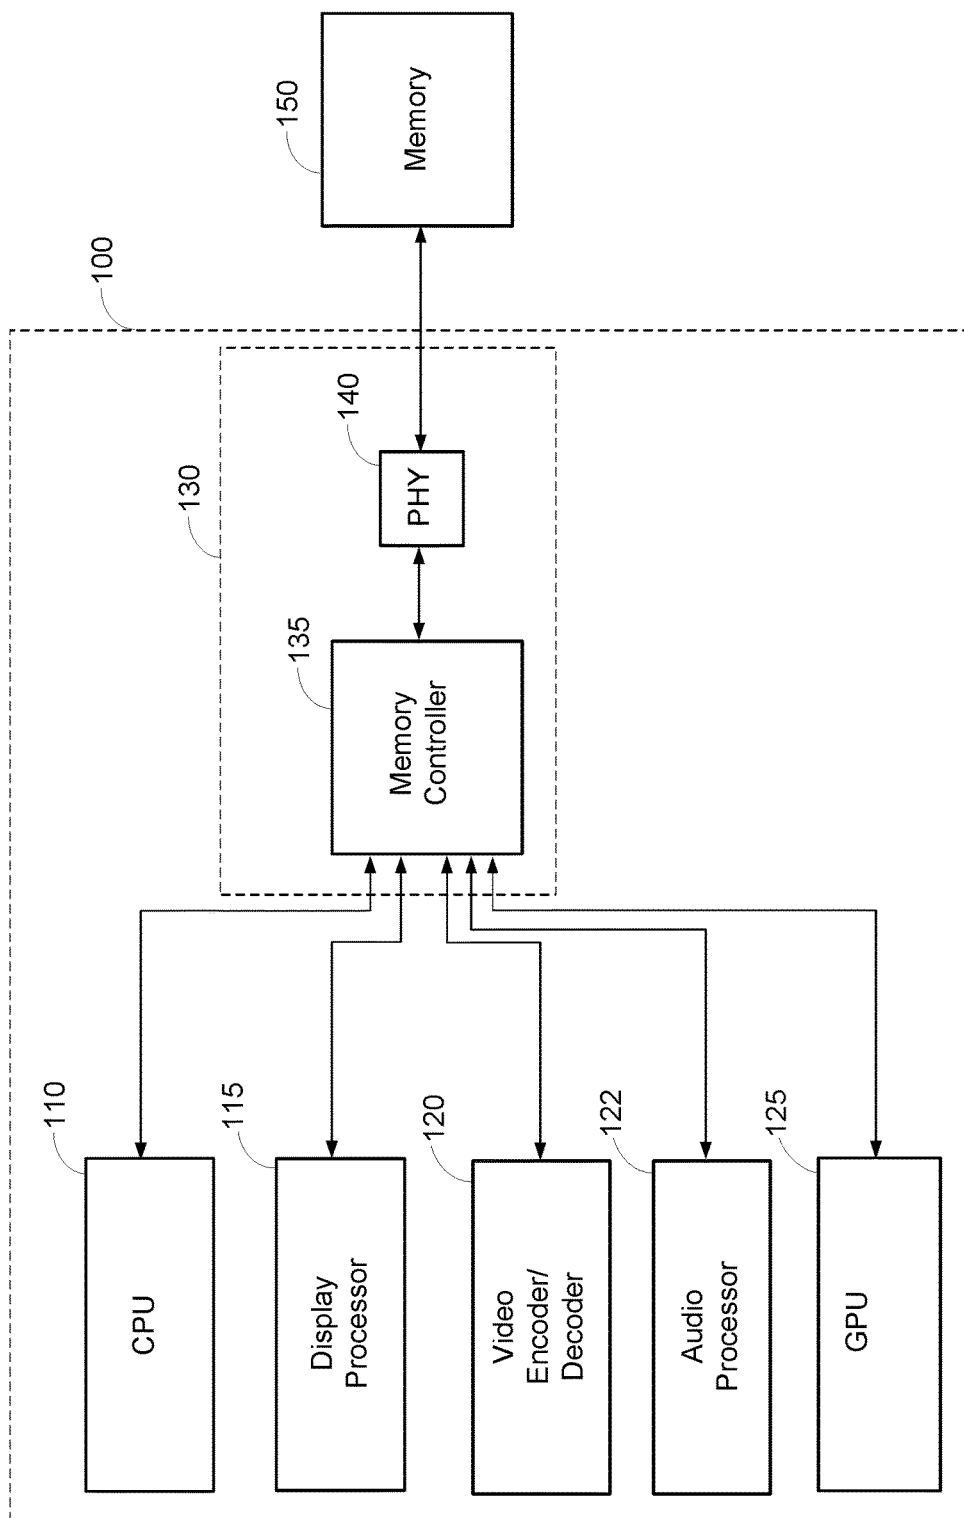 100
110
CPU
115
Display
Processor
120
Video
Encoder/
Decoder
122
Audio
Processor
125
GPU
130
135
Memory
Controller
140
PHY
150
Memory